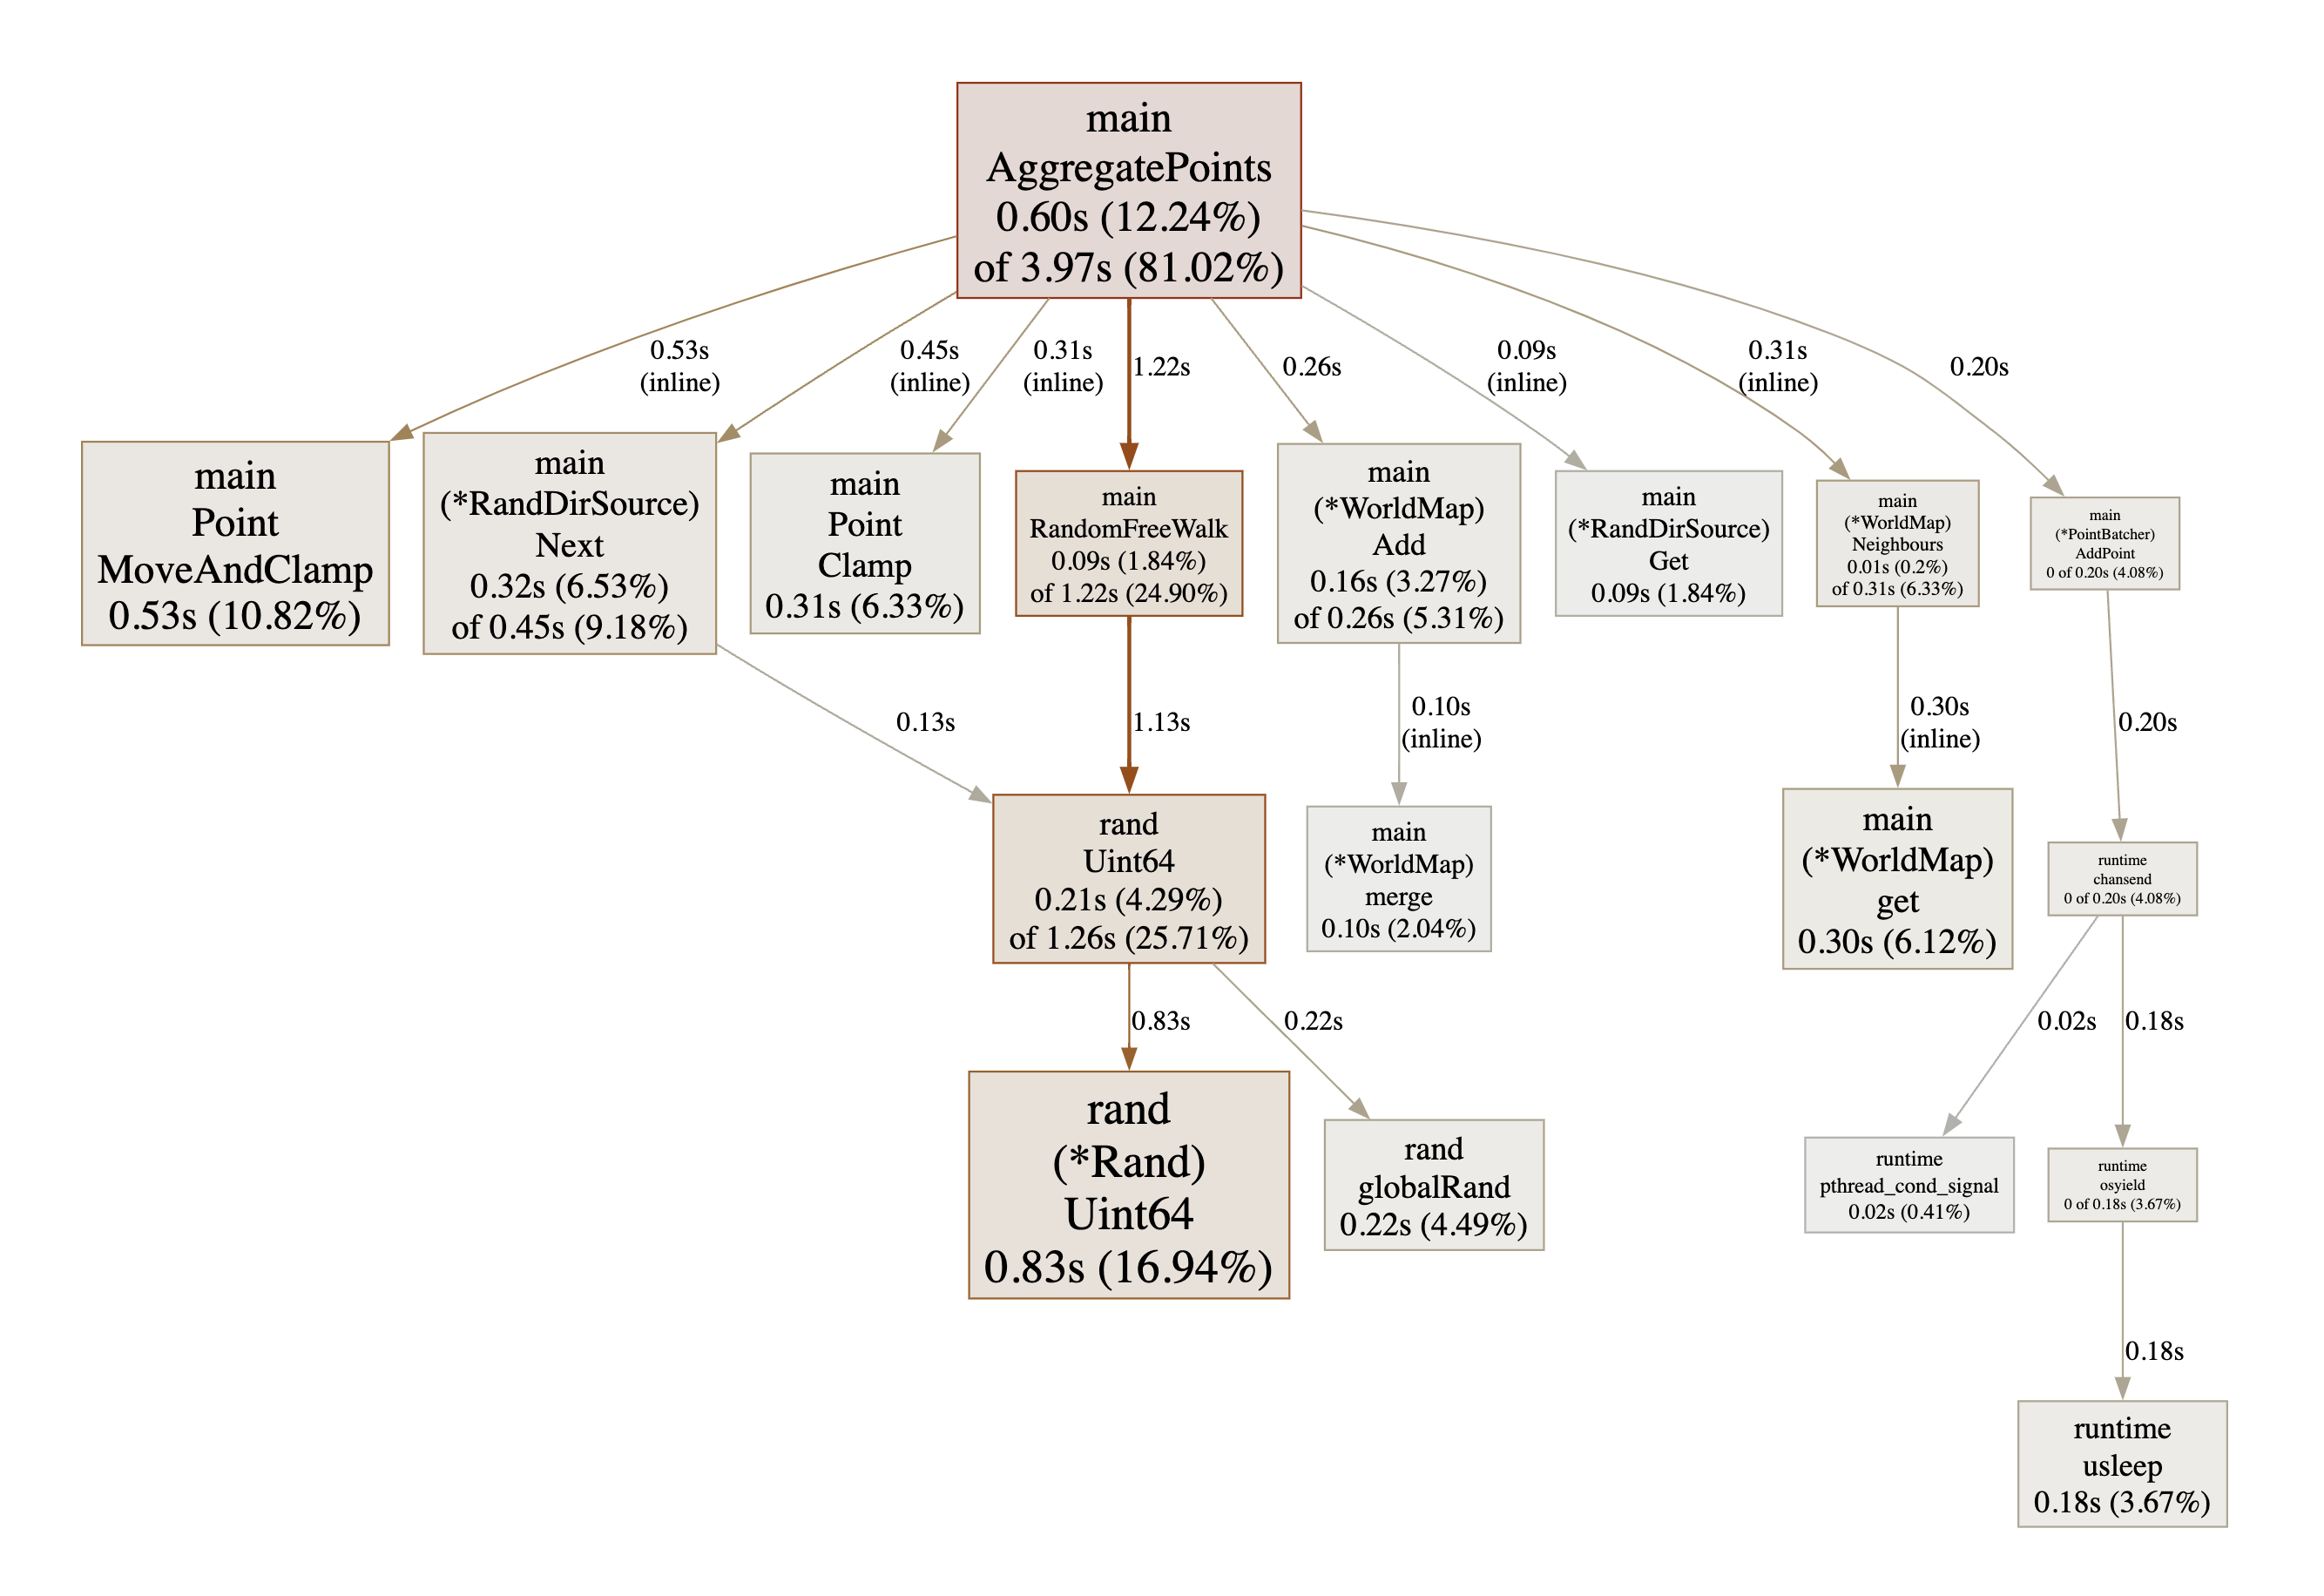 main
AggregatePoints
0.60s (12.24%)
of 3.97s (81.02%)
0.53s
(inline)
0.45s
(inline)
0.31s
(inline)
1.22s
0.26s
0.09s
(inline)
0.31s
(inline)
0.20s
main
Point
MoveAndClamp
0.53s (10.82%)
main
(*RandDirSource)
Next
0.32s (6.53%)
of 0.45s (9.18%)
main
Point
Clamp
0.31s (6.33%)
main
RandomFreeWalk
0.09s (1.84%)
of 1.22s (24.90%)
main
(*WorldMap)
Add
0.16s (3.27%)
of 0.26s (5.31%)
main
(*RandDirSource)
Get
0.09s (1.84%)
main
(*WorldMap)
Neighbours
0.01s (0.2%)
of 0.31s (6.33%)
main
(*PointBatcher)
AddPoint
0 of 0.20s (4.08%)
0.13s
1.13s
0.10s
(inline)
0.30s
(inline)
0.20s
rand
Uint64
0.21s (4.29%)
of 1.26s (25.71%)
main
(*WorldMap)
merge
0.10s (2.04%)
main
(*WorldMap)
get
0.30s (6.12%)
runtime
chansend
0 of 0.20s (4.08%)
0.83s
0.22s
0.02s
0.18s
rand
(*Rand)
Uint64
0.83s (16.94%)
rand
globalRand
0.22s (4.49%)
runtime
pthread_cond_signal
0.02s (0.41%)
runtime
osyield
0 of 0.18s (3.67%)
0.18s
runtime
usleep
0.18s (3.67%)